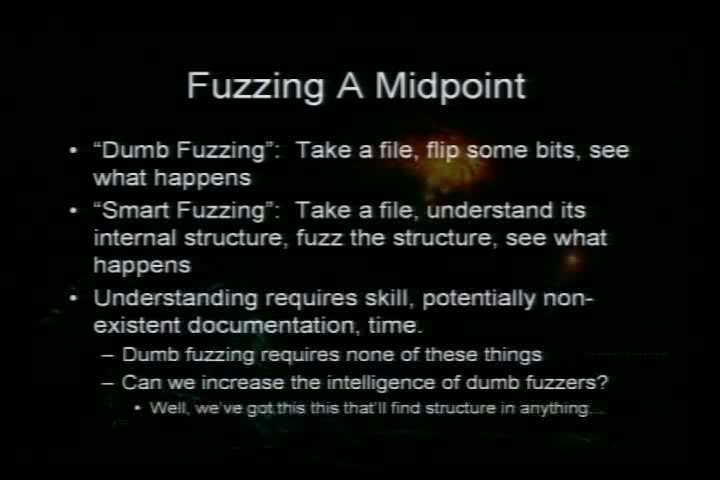 Fuzzing A Midpoint
• “Dumb Fuzzing”: Take a file, flip some bits, see
what happens
• “Smart Fuzzing”: Take a file, understand its
internal structure, fuzz the structure, see what
happens
• Understanding requires skill, potentially non-
existent documentation, time.
– Dumb fuzzing requires none of these things
– Can we increase the intelligence of dumb fuzzers?
• Well, we’ve got this this that’ll find structure in anything...